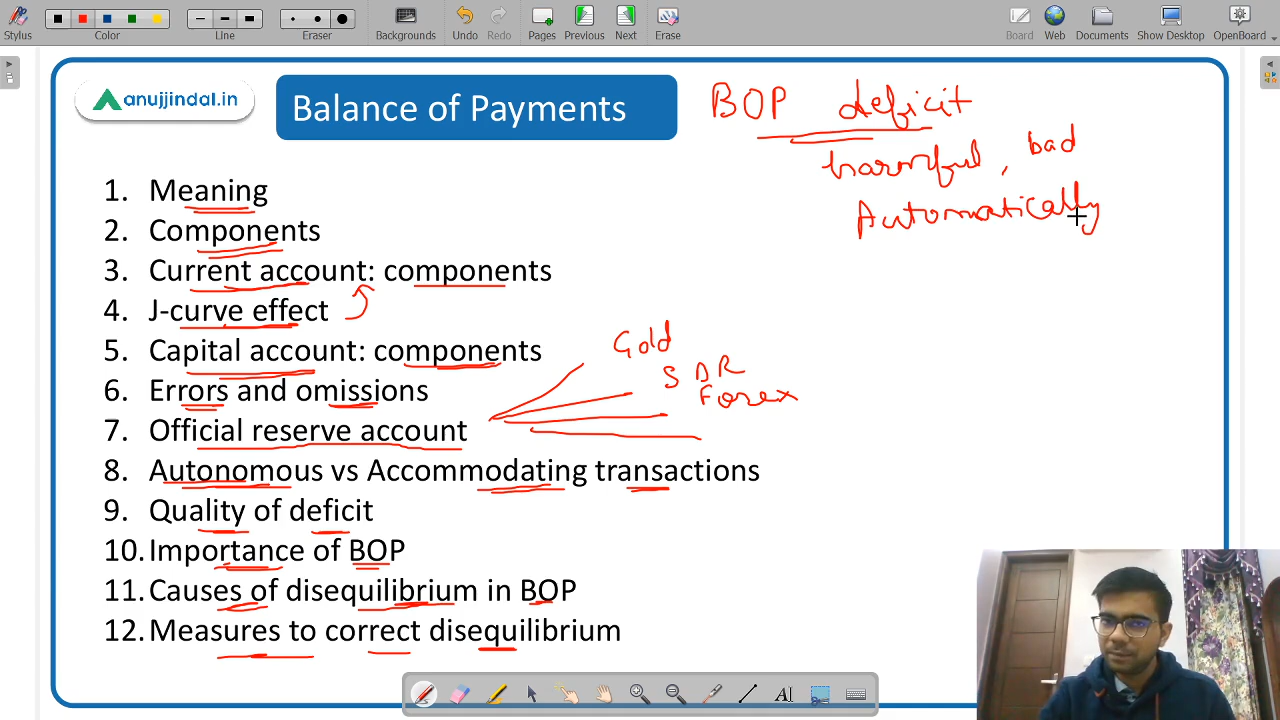 Stylus
Color
Line
Eraser
Backgrounds
Undo
Redo
Pages
Previous
Next
Erase
Board
Web
Documents
Show Desktop
OpenBoard
anujjindal.in
Balance of Payments
BOP deficit
harmful, bad
Automatically
1. Meaning
2. Components
3. Current account: components
4. J-curve effect
5. Capital account: components
6. Errors and omissions
7. Official reserve account
Gold
SDR
Forex
8. Autonomous vs Accommodating transactions
9. Quality of deficit
10. Importance of BOP
11. Causes of disequilibrium in BOP
12. Measures to correct disequilibrium